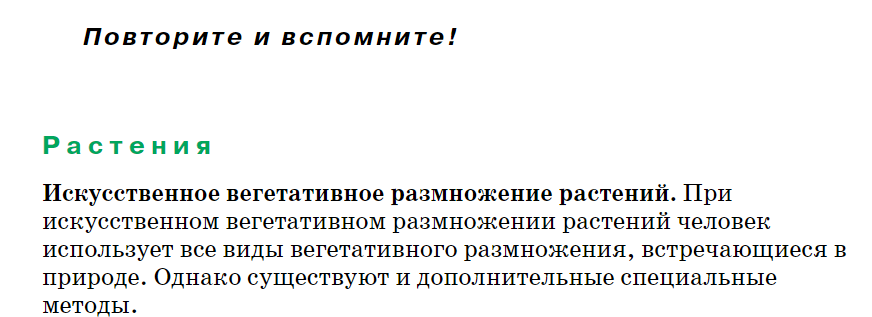 Повторите и вспомните!
Растения
Искусственное вегетативное размножение растений. При
искусственном вегетативном размножении растений человек
использует все виды вегетативного размножения, встречающиеся в
природе. Однако существуют и дополнительные специальные
методы.